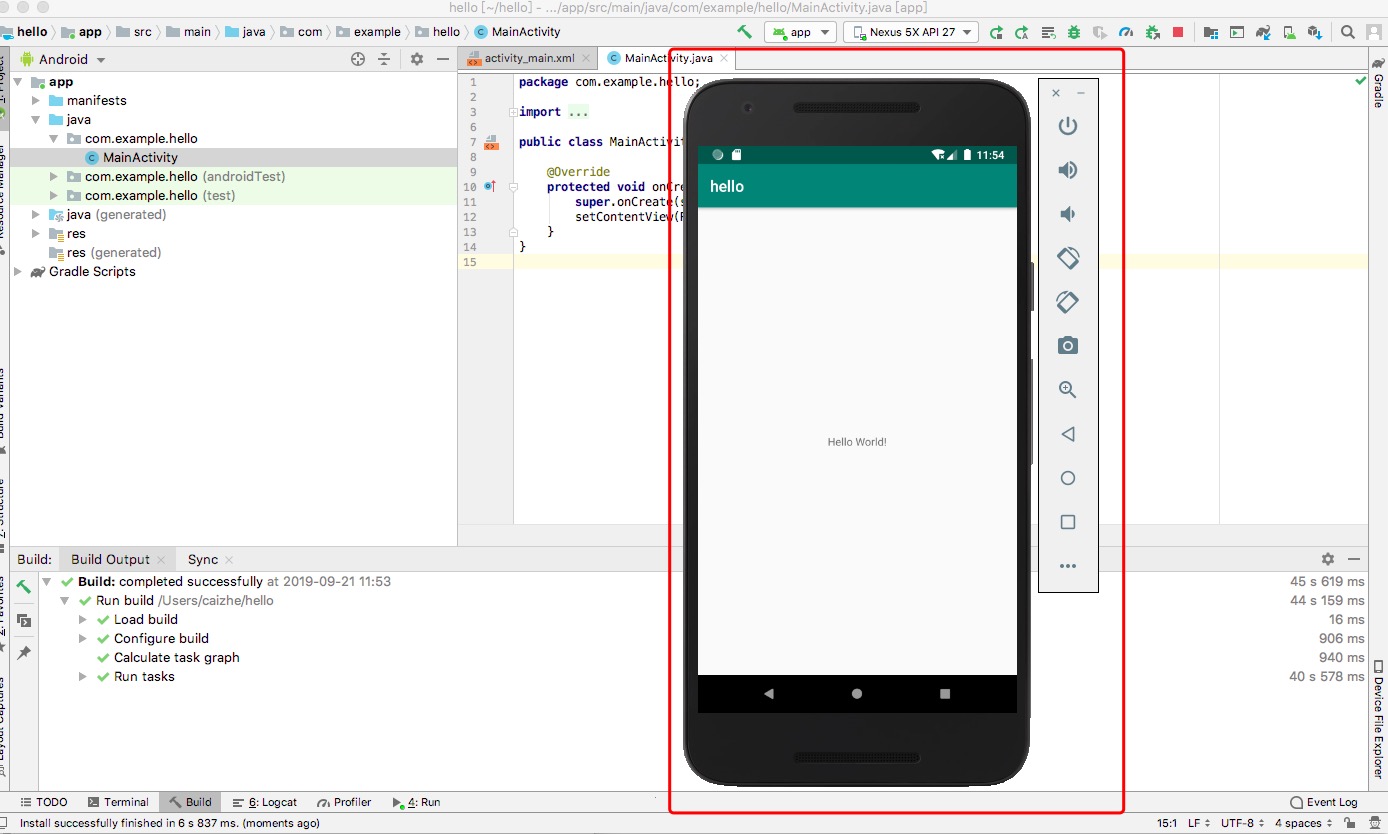 hello [~/hello] - .../app/src/main/java/com/example/hello/MainActivity.java [app]
hello app src main java com example hello MainActivity app Nexus 5X API 27
1: Project
Resource Manager
Build Variants
Z: Structure
2: Favorites
Layout Captures
Android
app
manifests
java
com.example.hello
MainActivity
com.example.hello (androidTest)
com.example.hello (test)
java (generated)
res
res (generated)
Gradle Scripts
activity_main.xml MainActivity.java
1 package com.example.hello;
2
3 import ...
6
7 public class MainActivit
8
9 @Override
10 protected void onCre
11 super.onCreate(s
12 setContentView(R
13 }
14 }
15
11:54
hello
Hello World!
Gradle
Device File Explorer
Build: Build Output Sync
Build: completed successfully at 2019-09-21 11:53 45 s 619 ms
Run build /Users/caizhe/hello 44 s 159 ms
Load build 16 ms
Configure build 906 ms
Calculate task graph 940 ms
Run tasks 40 s 578 ms
TODO Terminal Build 6: Logcat Profiler 4: Run Event Log
Install successfully finished in 6 s 837 ms. (moments ago) 15:1 LF UTF-8 4 spaces